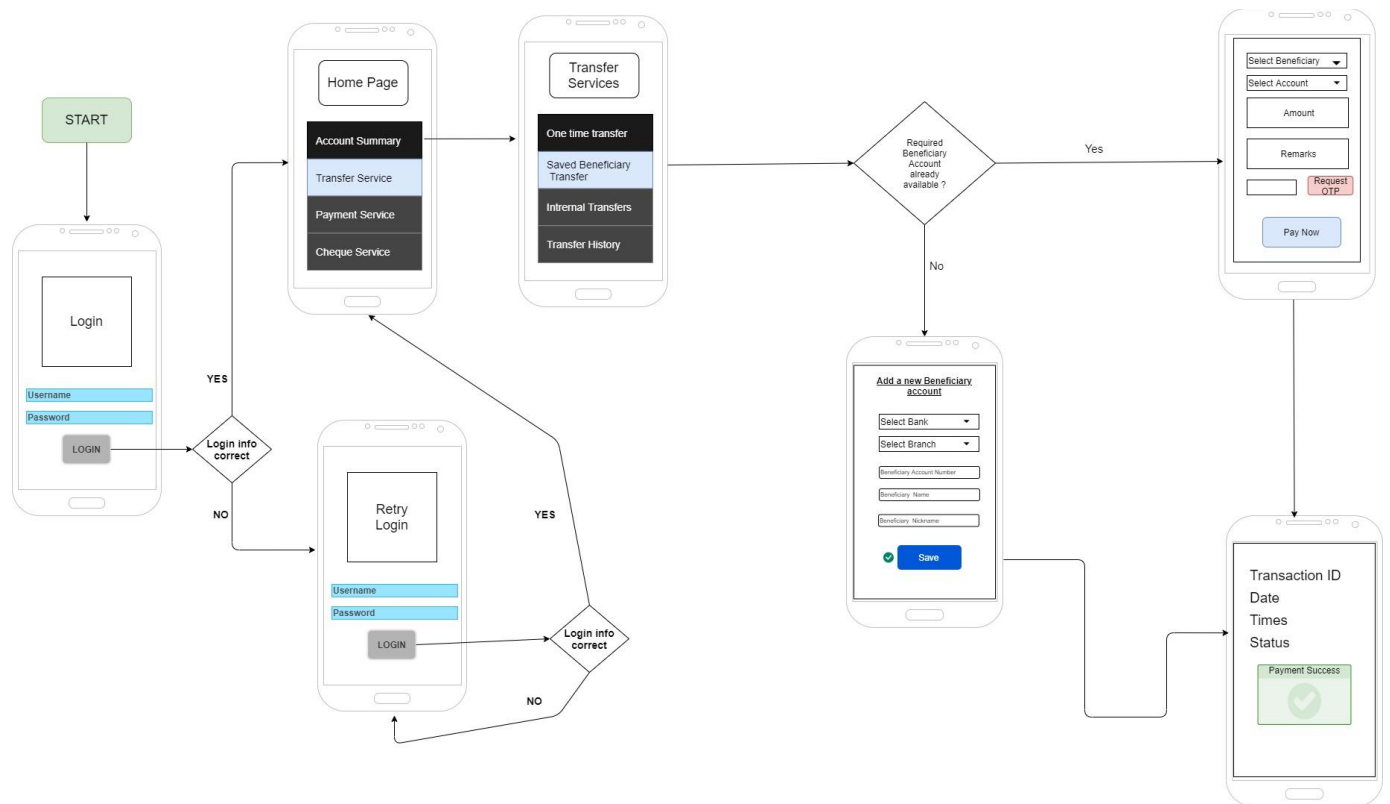 START
Login
Username
Password
LOGIN
Login info
correct
YES
NO
Home Page
Account Summary
Transfer Service
Payment Service
Cheque Service
Retry
Login
Username
Password
LOGIN
Login info
correct
YES
NO
Transfer
Services
One time transfer
Saved Beneficiary
Transfer
Intrernal Transfers
Transfer History
Required
Beneficiary
Account
already
available ?
Yes
No
Add a new Beneficiary
account
Select Bank
Select Branch
Beneficiary Account Number
Beneficiary Name
Beneficiary Nickname
Save
Select Beneficiary
Select Account
Amount
Remarks
Request
OTP
Pay Now
Transaction ID
Date
Times
Status
Payment Success